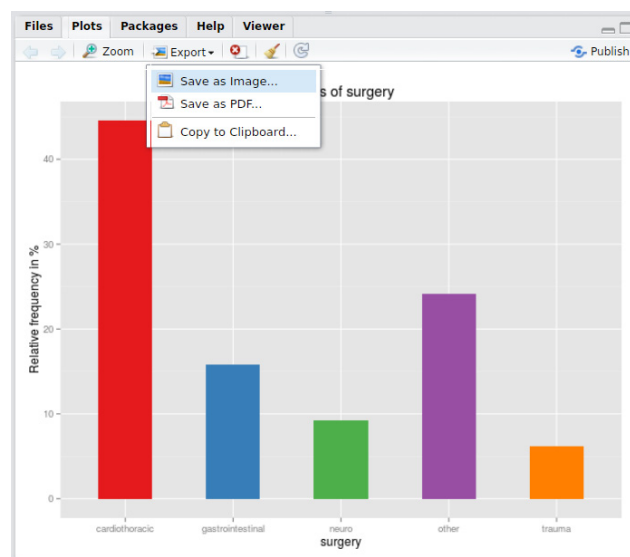 Files Plots Packages Help Viewer
Zoom Export Publish
Save as Image...
Save as PDF...
Copy to Clipboard...
s of surgery
Relative frequency in %
40
30
20
10
0
cardiothoracic gastrointestinal neuro other trauma
surgery